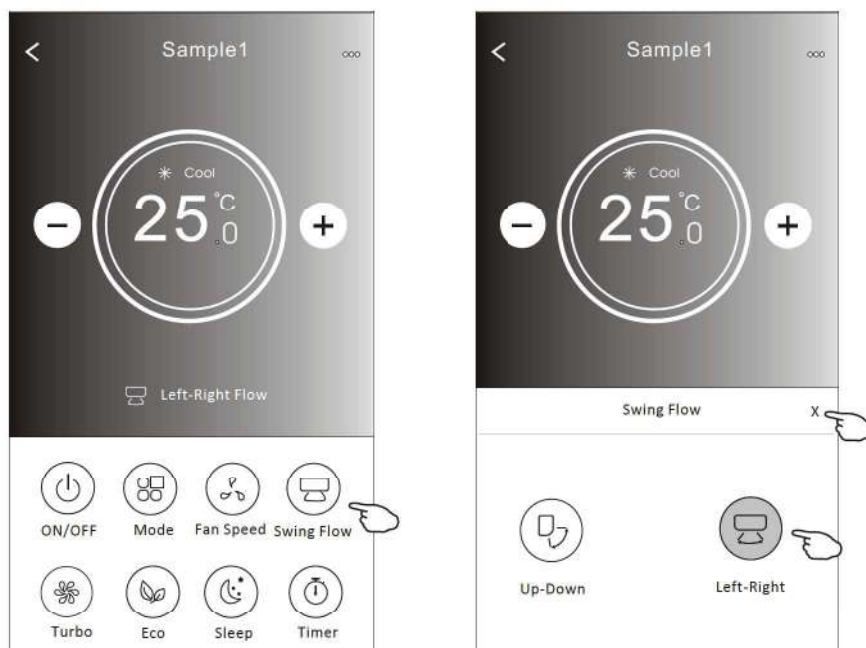 Sample1
Cool
25.0°C
Left-Right Flow
ON/OFF Mode Fan Speed Swing Flow
Turbo Eco Sleep Timer
Sample1
Cool
25.0°C
Swing Flow X
Up-Down Left-Right